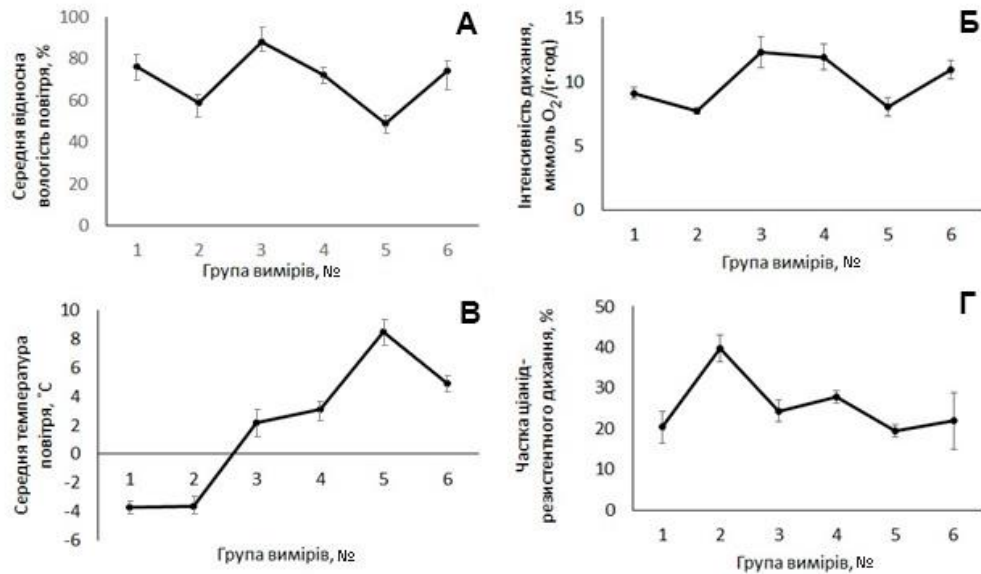 А
Середня відносна
вологість повітря, %
100
80
60
40
20
0
1 2 3 4 5 6
Група вимірів, №
Б
Інтенсивність дихання,
мкмоль O₂/(г·год)
15
10
5
0
1 2 3 4 5 6
Група вимірів, №
В
Середня температура
повітря, ˚C
10
8
6
4
2
0
-2
-4
-6
1 2 3 4 5 6
Група вимірів, №
Г
Частка ціанід-
резистентного дихання, %
50
40
30
20
10
0
1 2 3 4 5 6
Група вимірів, №